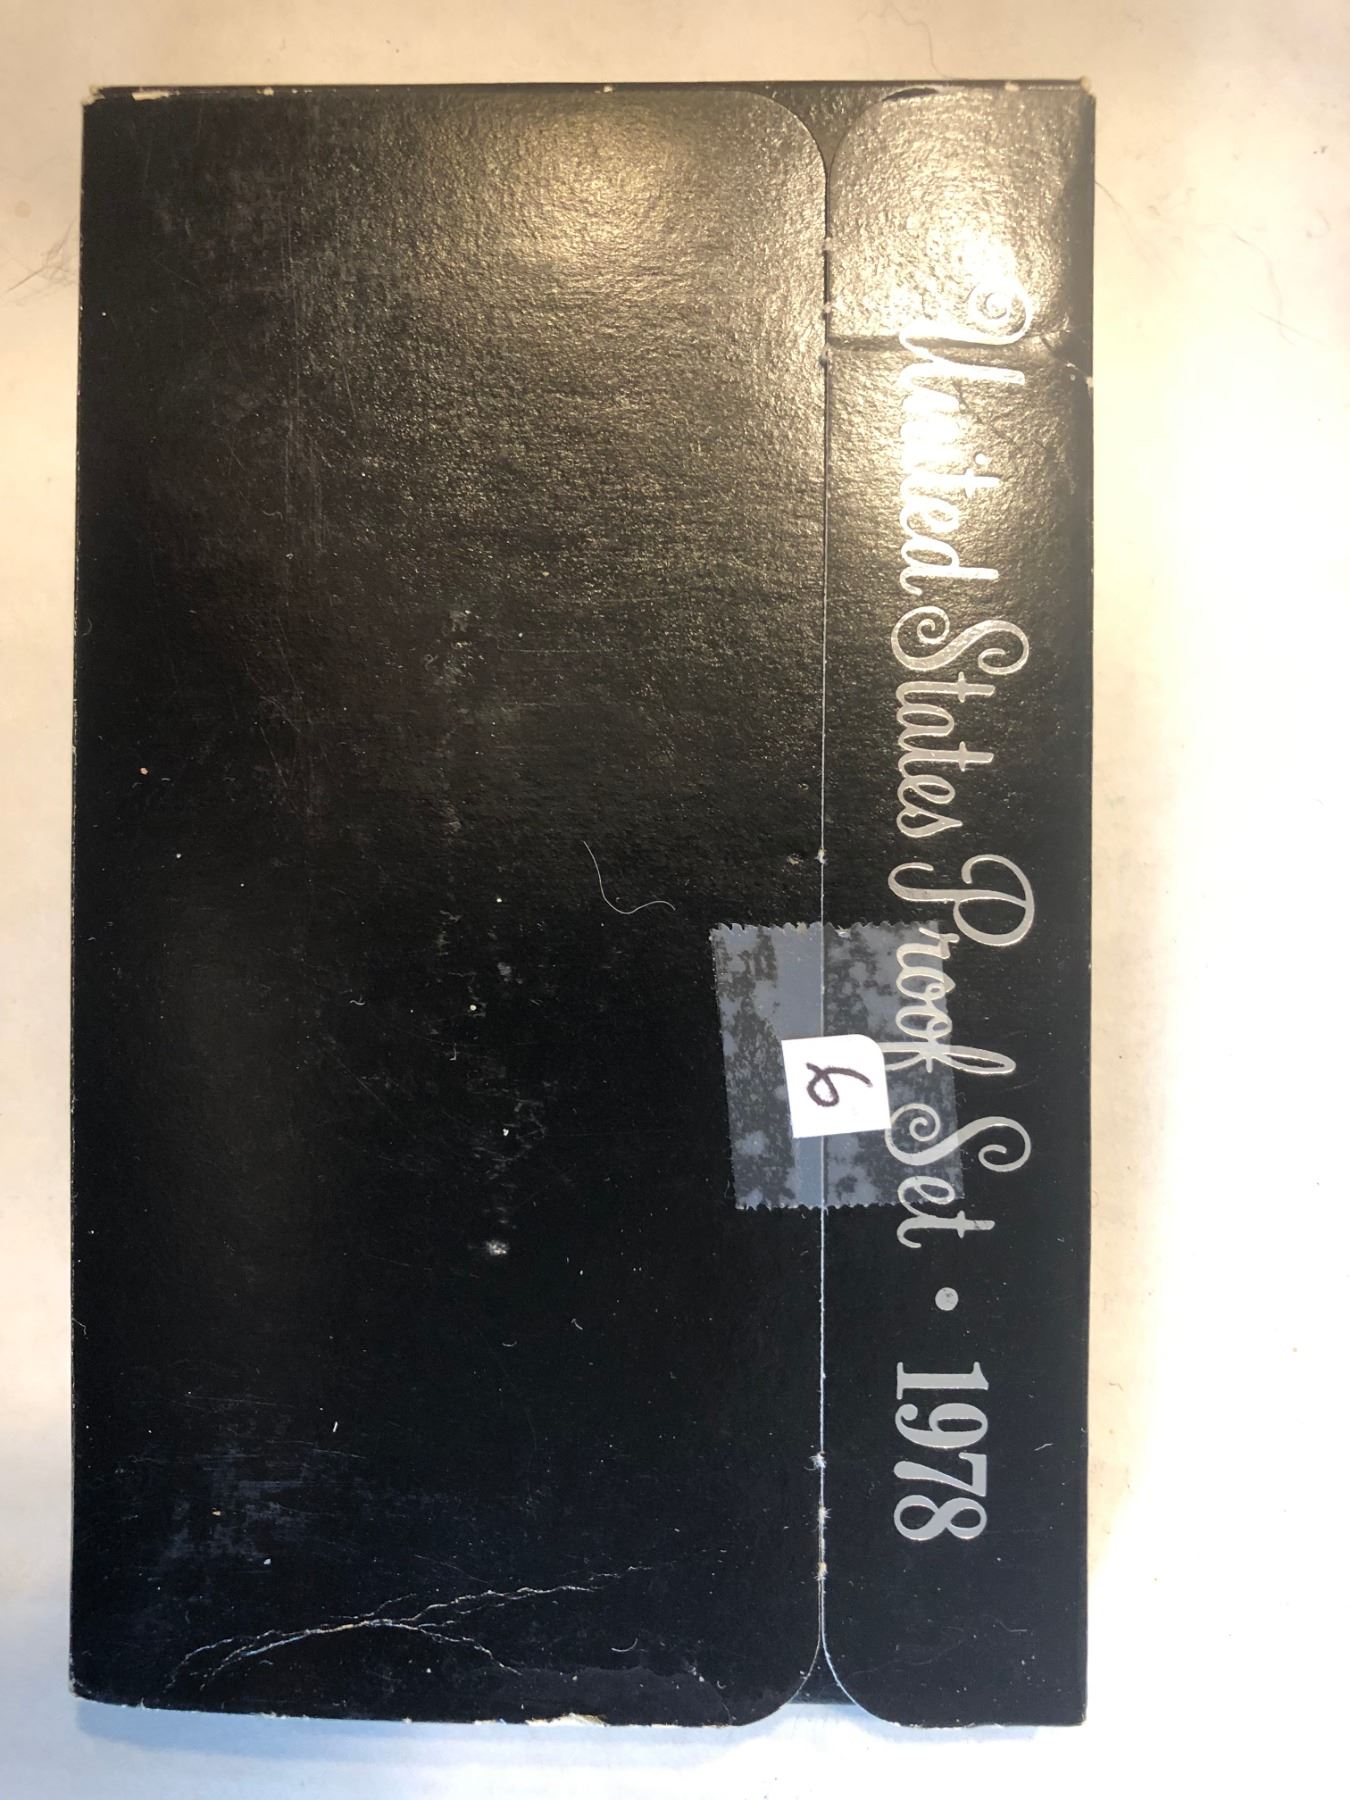 United States Proof Set • 1978
6